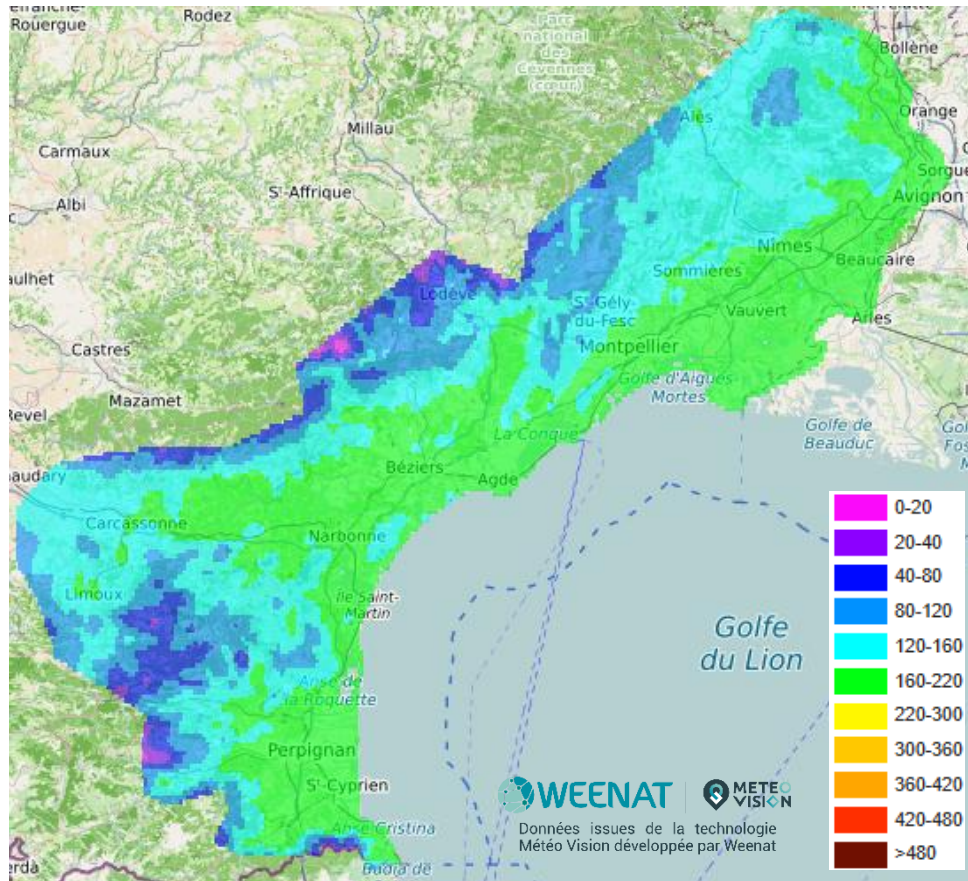 Rouergue
Rodez
Parc
national
des
Cévennes
(cœur)
Bollène
Orange
Alès
Millau
Carmaux
Sᵗ-Affrique
Albi
Sorgue
Avignon
aulhet
Nîmes
Beaucaire
Sommières
Lodève
Sᵗ-Gély-
du-Fesc
Vauvert
Arles
Castres
Montpellier
Golfe d'Aigues-
Mortes
Mazamet
Revel
Golfe de
Beauduc
La Conque
Béziers
Agde
audary
Carcassonne
Narbonne
Limoux
Île Saint-
Martin
Anse de
la Roquette
Golfe
du Lion
Perpignan
Sᵗ-Cyprien
Anse Cristina
erda
0-20
20-40
40-80
80-120
120-160
160-220
220-300
300-360
360-420
420-480
>480
WEENAT
METEO
VISION
Données issues de la technologie
Météo Vision développée par Weenat